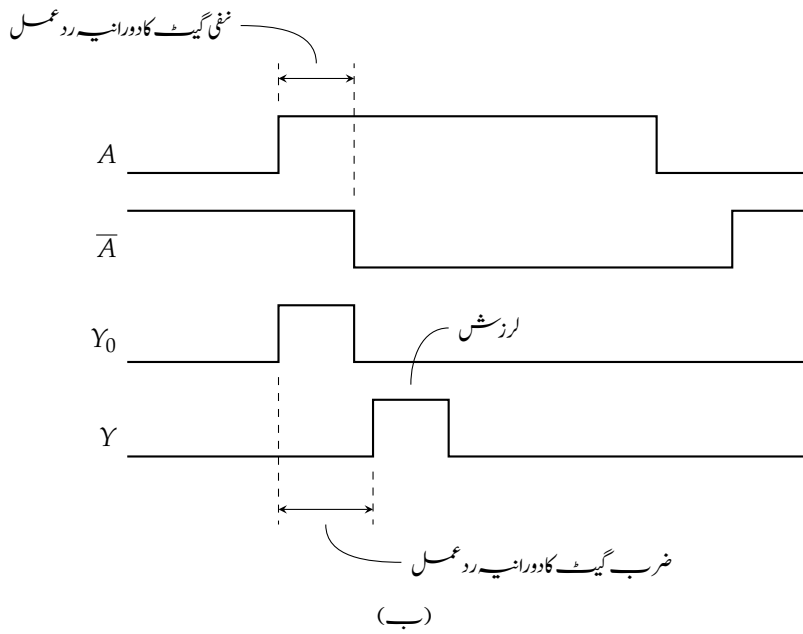 نفی گیٹ کا دورانیہ رد عمل
A
A̅
Y₀
لرزش
Y
ضرب گیٹ کا دورانیہ رد عمل
(ب)